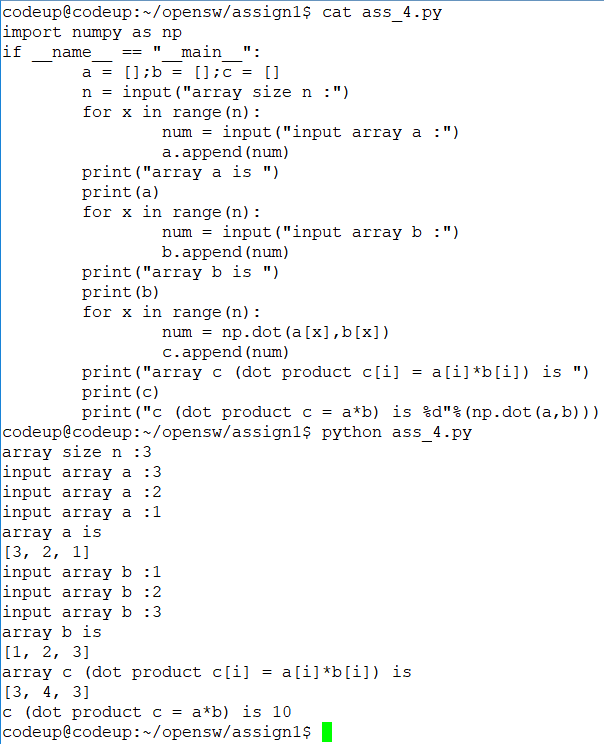 codeup@codeup:~/opensw/assign1$ cat ass_4.py
import numpy as np
if __name__ == "__main__":
        a = [];b = [];c = []
        n = input("array size n :")
        for x in range(n):
                num = input("input array a :")
                a.append(num)
        print("array a is ")
        print(a)
        for x in range(n):
                num = input("input array b :")
                b.append(num)
        print("array b is ")
        print(b)
        for x in range(n):
                num = np.dot(a[x],b[x])
                c.append(num)
        print("array c (dot product c[i] = a[i]*b[i]) is ")
        print(c)
        print("c (dot product c = a*b) is %d"%(np.dot(a,b)))
codeup@codeup:~/opensw/assign1$ python ass_4.py
array size n :3
input array a :3
input array a :2
input array a :1
array a is
[3, 2, 1]
input array b :1
input array b :2
input array b :3
array b is
[1, 2, 3]
array c (dot product c[i] = a[i]*b[i]) is
[3, 4, 3]
c (dot product c = a*b) is 10
codeup@codeup:~/opensw/assign1$